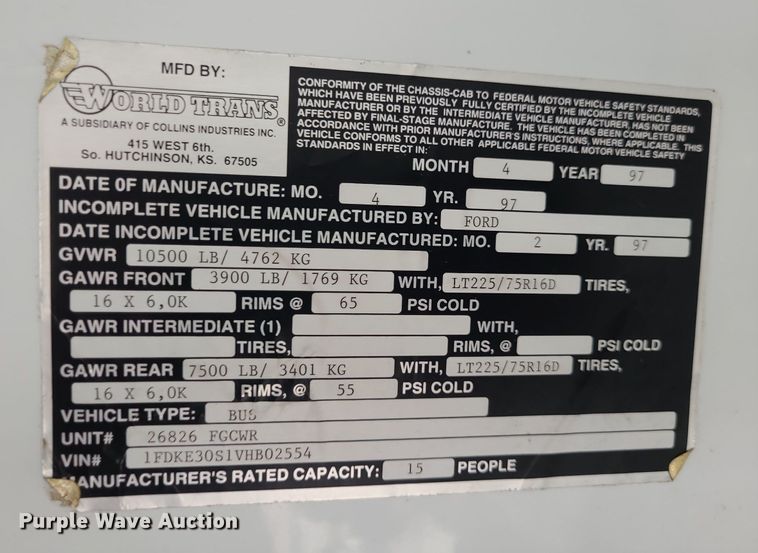 MFD BY:
WORLD TRANS®
A SUBSIDIARY OF COLLINS INDUSTRIES INC.
415 WEST 6th.
So. HUTCHINSON, KS. 67505
CONFORMITY OF THE CHASSIS-CAB TO FEDERAL MOTOR VEHICLE SAFETY STANDARDS,
WHICH HAVE BEEN PREVIOUSLY FULLY CERTIFIED BY THE INCOMPLETE VEHICLE
MANUFACTURER OR BY THE INTERMEDIATE VEHICLE MANUFACTURER, HAS NOT BEEN
AFFECTED BY FINAL-STAGE MANUFACTURER. THE VEHICLE HAS BEEN COMPLETED IN
ACCORDANCE WITH PRIOR MANUFACTURER'S INSTRUCTIONS, WHERE APPLICABLE. THIS
VEHICLE CONFORMS TO ALL OTHER APPLICABLE FEDERAL MOTOR VEHICLE SAFETY
STANDARDS IN EFFECT IN:
MONTH 4 YEAR 97
DATE OF MANUFACTURE: MO. 4 YR. 97
INCOMPLETE VEHICLE MANUFACTURED BY: FORD
DATE INCOMPLETE VEHICLE MANUFACTURED: MO. 2 YR. 97
GVWR 10500 LB/ 4762 KG
GAWR FRONT 3900 LB/ 1769 KG WITH, LT225/75R16D TIRES,
16 X 6,0K RIMS @ 65 PSI COLD
GAWR INTERMEDIATE (1) WITH,
TIRES, RIMS, @ PSI COLD
GAWR REAR 7500 LB/ 3401 KG WITH, LT225/75R16D TIRES,
16 X 6,0K RIMS, @ 55 PSI COLD
VEHICLE TYPE: BUS
UNIT# 26826 FGCWR
VIN# 1FDKE30S1VHB02554
MANUFACTURER'S RATED CAPACITY: 15 PEOPLE
Purple Wave Auction